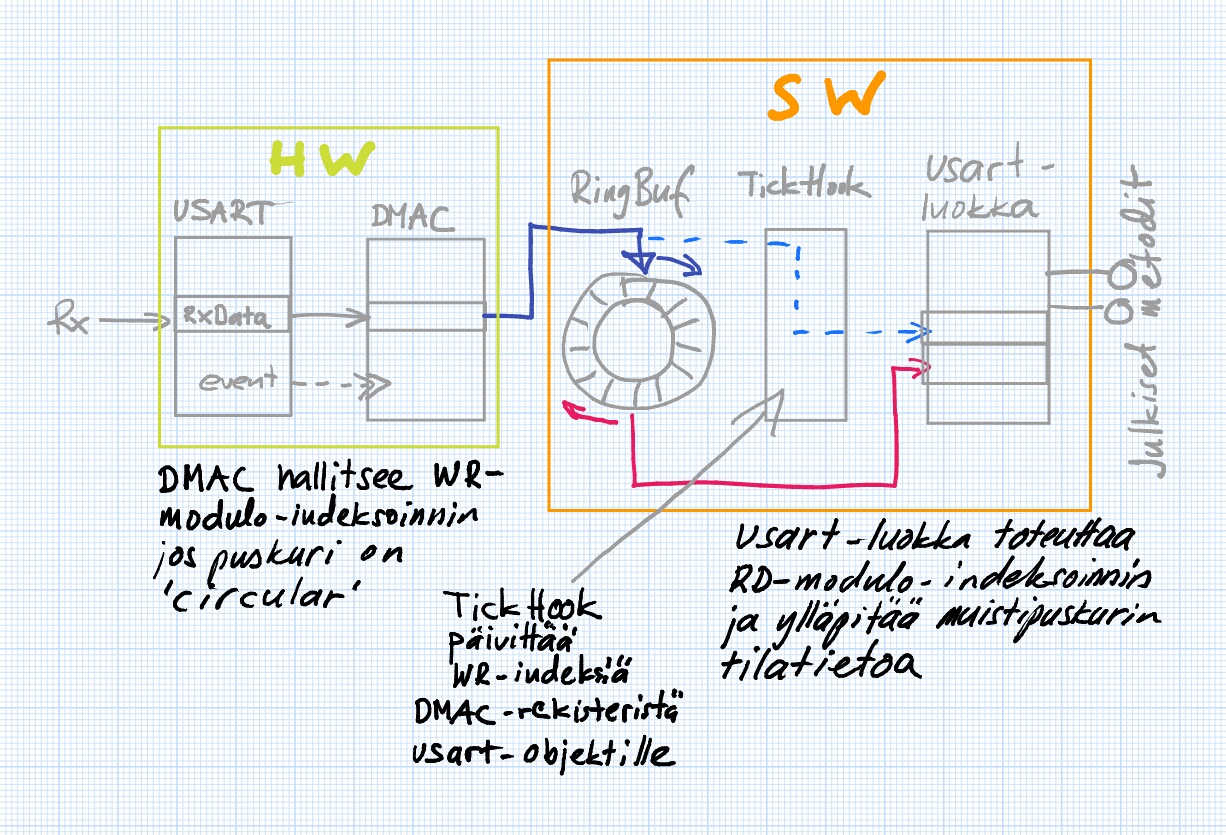 HW
SW
USART
DMAC
RingBuf
TickHook
Usart-
luokka
Rx
RxData
event
Julkiset metodit
DMAC hallitsee WR-
modulo-indeksoinnin
jos puskuri on
'circular'
TickHook
päivittää
WR-indeksiä
DMAC-rekisteristä
usart-objektille
Usart-luokka toteuttaa
RD-modulo-indeksoinnin
ja ylläpitää muistipuskurin
tilatietoa